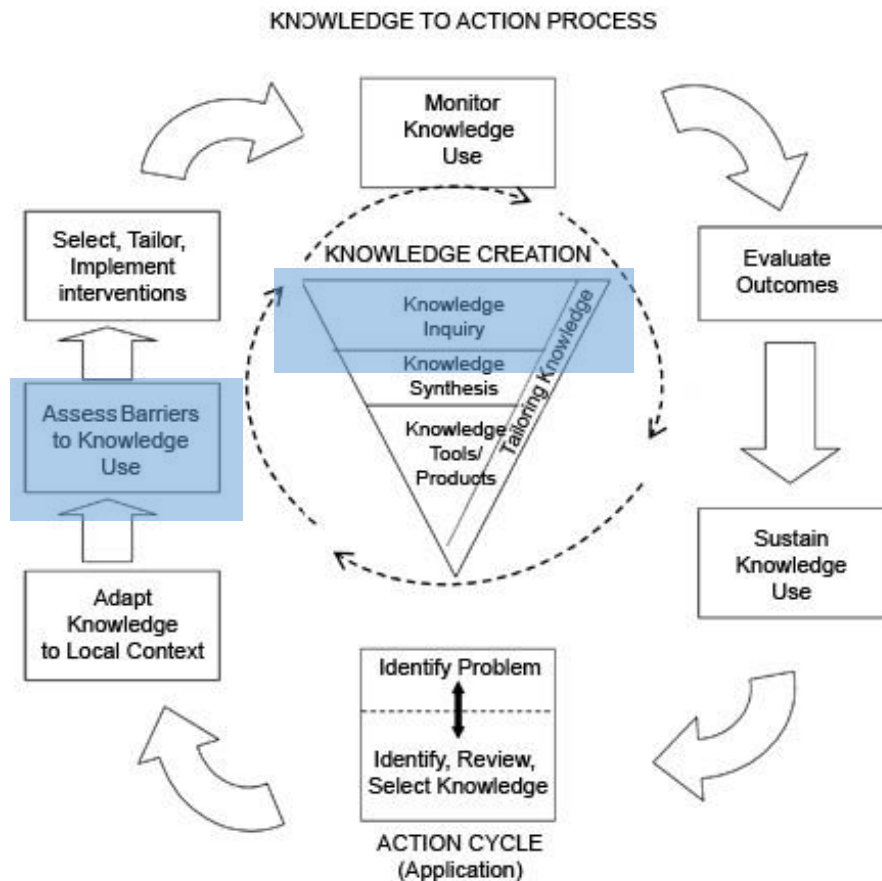 KNOWLEDGE TO ACTION PROCESS
Monitor
Knowledge
Use
Select, Tailor,
Implement
interventions
KNOWLEDGE CREATION
Evaluate
Outcomes
Knowledge
Inquiry
Knowledge
Synthesis
Tailoring Knowledge
Knowledge
Tools/
Products
Assess Barriers
to Knowledge
Use
Sustain
Knowledge
Use
Adapt
Knowledge
to Local Context
Identify Problem
Identify, Review,
Select Knowledge
ACTION CYCLE
(Application)